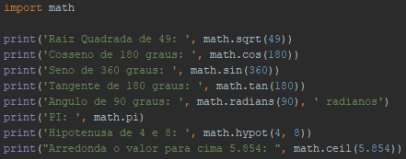 import math
print('Raiz Quadrada de 49: ', math.sqrt(49))
print('Cosseno de 180 graus: ', math.cos(180))
print('Seno de 360 graus: ', math.sin(360))
print('Tangente de 180 graus: ', math.tan(180))
print('Angulo de 90 graus: ', math.radians(90), ' radianos')
print('PI: ', math.pi)
print('Hipotenusa de 4 e 8: ', math.hypot(4, 8))
print("Arredonda o valor para cima 5.854: ", math.ceil(5.854))